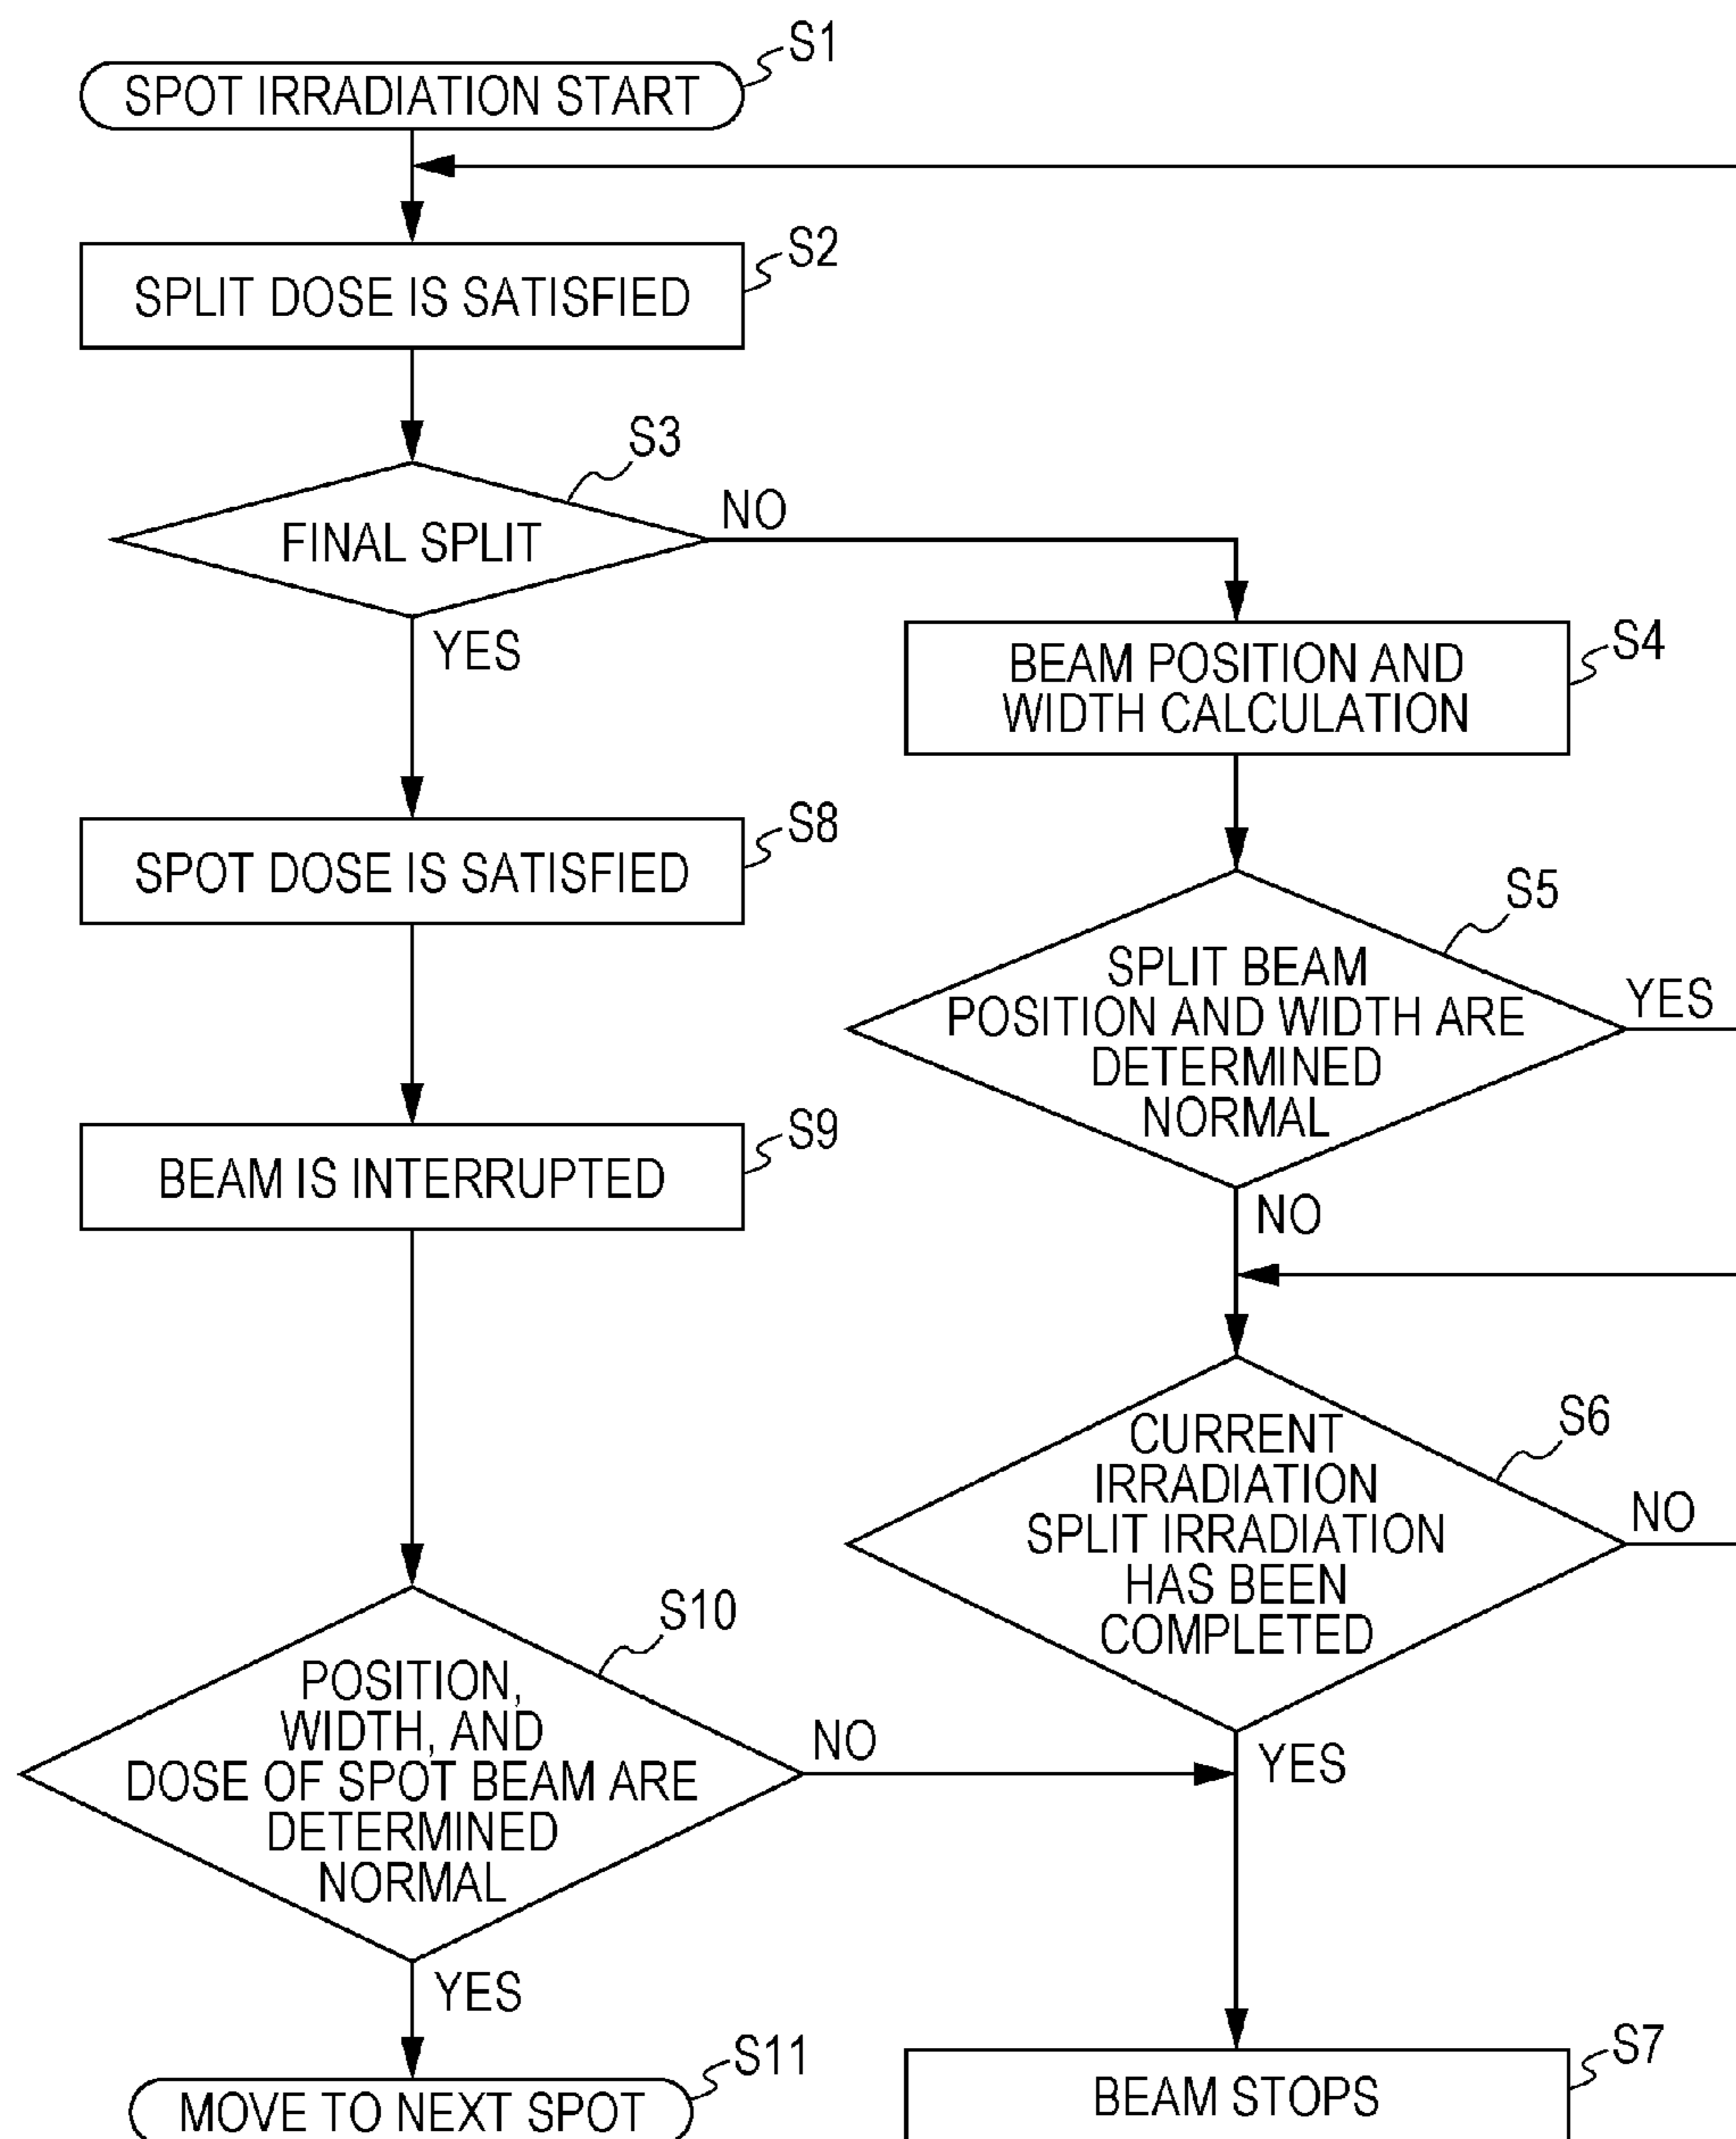 S1
SPOT IRRADIATION START
S2
SPLIT DOSE IS SATISFIED
S3
FINAL SPLIT
NO
YES
S4
BEAM POSITION AND
WIDTH CALCULATION
S8
SPOT DOSE IS SATISFIED
S5
SPLIT BEAM
POSITION AND WIDTH ARE
DETERMINED
NORMAL
YES
NO
S9
BEAM IS INTERRUPTED
S6
CURRENT
IRRADIATION
SPLIT IRRADIATION
HAS BEEN
COMPLETED
NO
YES
S10
POSITION,
WIDTH, AND
DOSE OF SPOT BEAM ARE
DETERMINED
NORMAL
NO
YES
S11
MOVE TO NEXT SPOT
S7
BEAM STOPS